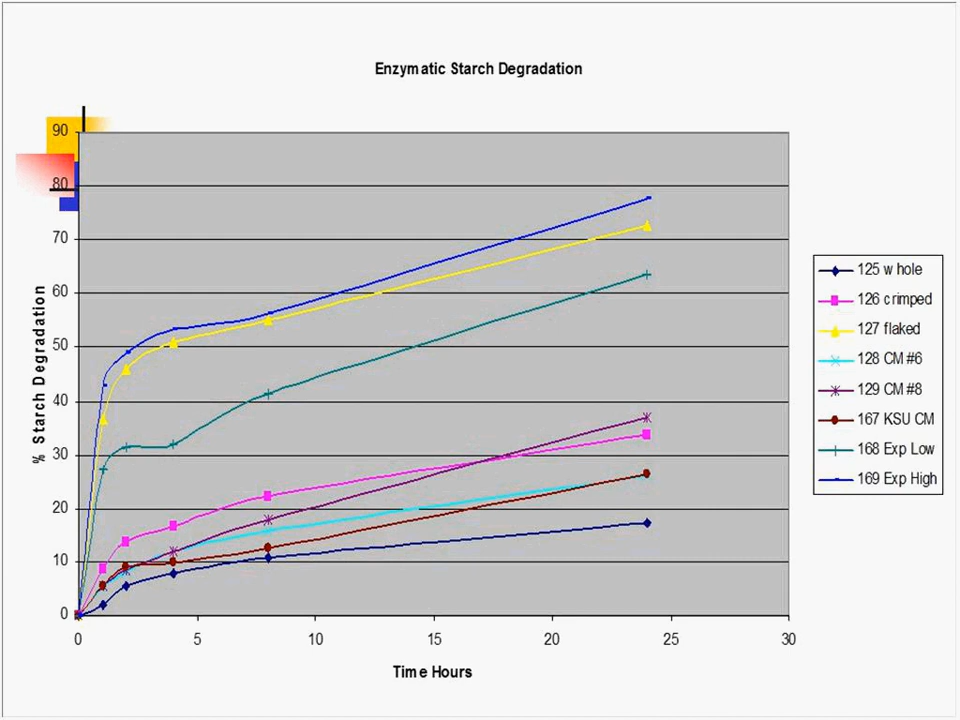 Enzymatic Starch Degradation
90
80
70
60
50
40
30
20
10
0
% Starch Degradation
0 5 10 15 20 25 30
Time Hours
125 whole
126 crimped
127 flaked
128 CM #6
129 CM #8
167 KSU CM
168 Exp Low
169 Exp High